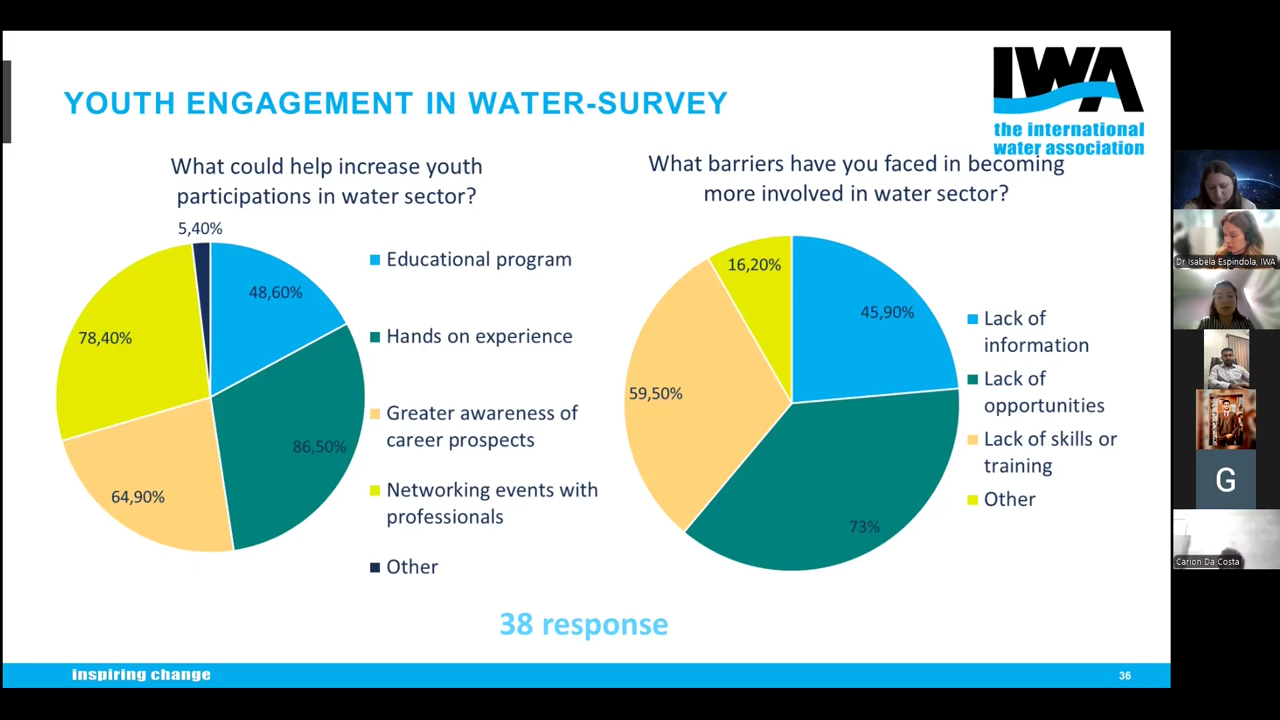 YOUTH ENGAGEMENT IN WATER-SURVEY
IWA
the international
water association
What could help increase youth
participations in water sector?
5,40%
48,60%
78,40%
86,50%
64,90%
Educational program
Hands on experience
Greater awareness of
career prospects
Networking events with
professionals
Other
What barriers have you faced in becoming
more involved in water sector?
16,20%
45,90%
59,50%
73%
Lack of
information
Lack of
opportunities
Lack of skills or
training
Other
38 response
inspiring change
36
Dr Isabela Espindola, IWA
G
Carion Da Costa